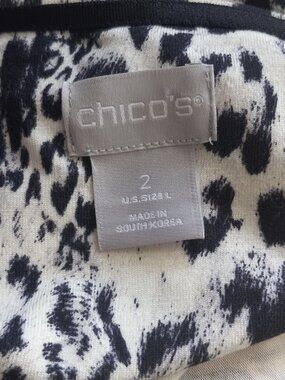 chico's®
2
U.S. SIZE L
MADE IN
SOUTH KOREA